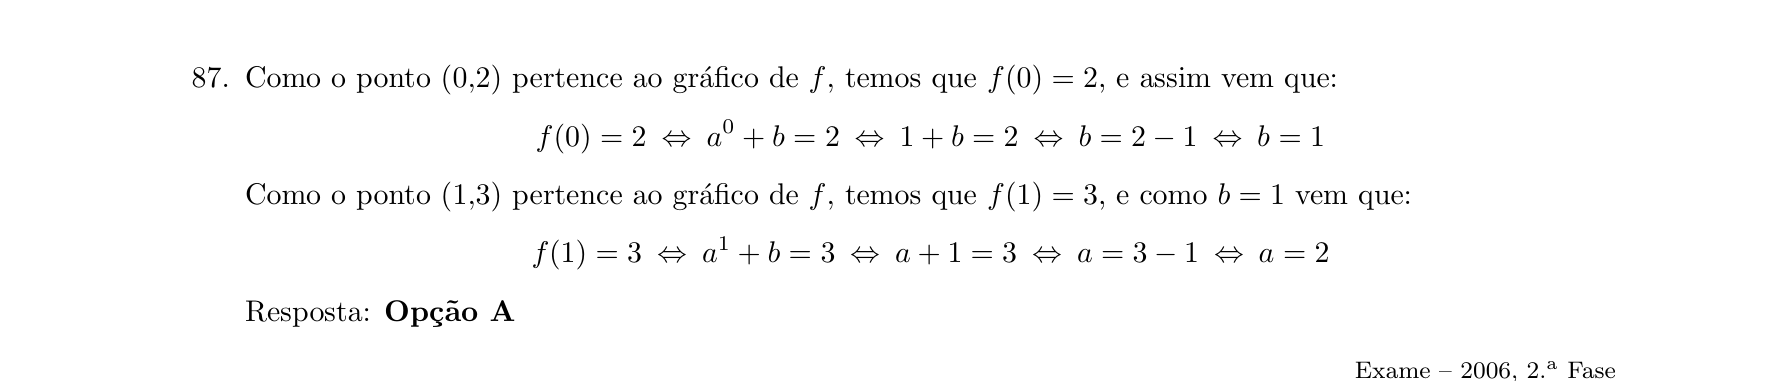 87. Como o ponto (0,2) pertence ao gráfico de f, temos que f(0) = 2, e assim vem que:
f(0) = 2 ⇔ a⁰ + b = 2 ⇔ 1 + b = 2 ⇔ b = 2 − 1 ⇔ b = 1
Como o ponto (1,3) pertence ao gráfico de f, temos que f(1) = 3, e como b = 1 vem que:
f(1) = 3 ⇔ a¹ + b = 3 ⇔ a + 1 = 3 ⇔ a = 3 − 1 ⇔ a = 2
Resposta: Opção A
Exame – 2006, 2.ª Fase